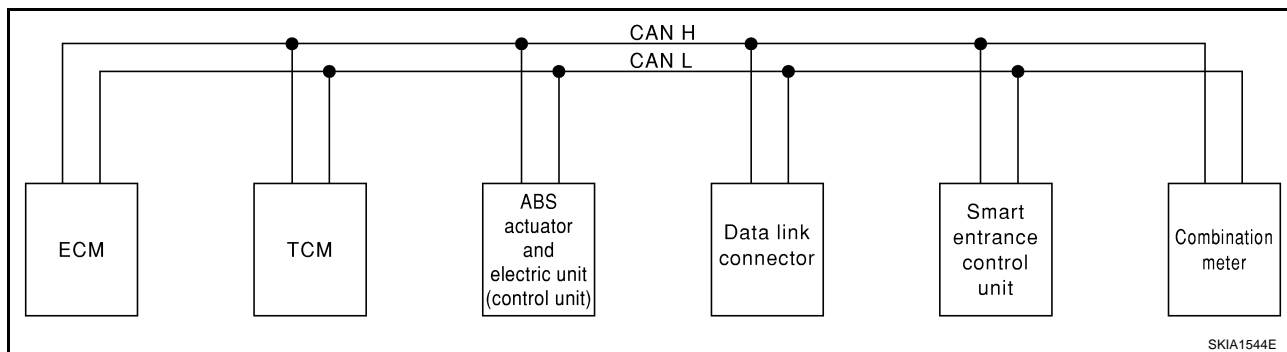 CAN H
CAN L
ECM
TCM
ABS
actuator
and
electric unit
(control unit)
Data link
connector
Smart
entrance
control
unit
Combination
meter
SKIA1544E